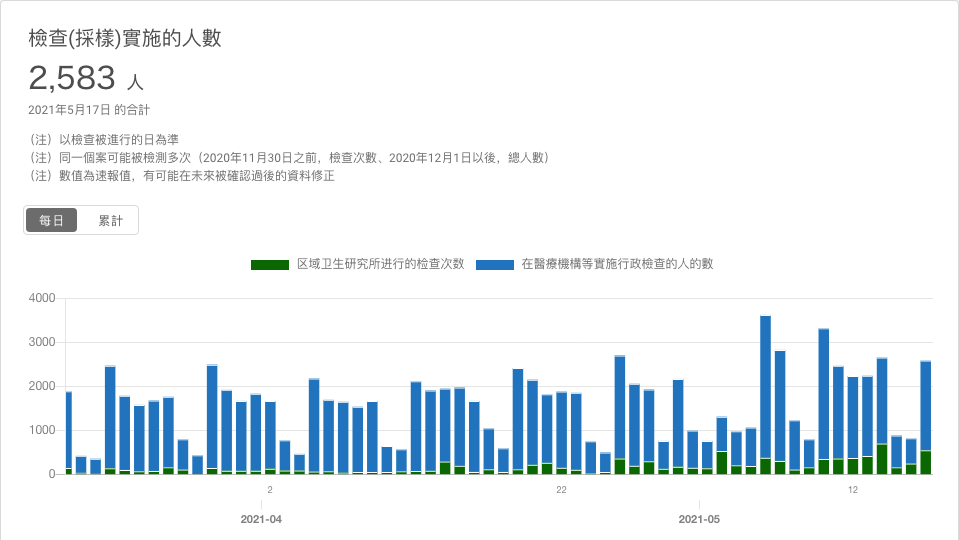 檢查(採樣)實施的人數
2,583 人
2021年5月17日 的合計
（注）以檢查被進行的日為準
（注）同一個案可能被檢測多次（2020年11月30日之前，檢查次數、2020年12月1日以後，總人數）
（注）數值為速報值，有可能在未來被確認過後的資料修正
每日 累計
区域卫生研究所进行的检查次数 在醫療機構等實施行政檢查的人的數
4000
3000
2000
1000
0
2 22 12
2021-04 2021-05